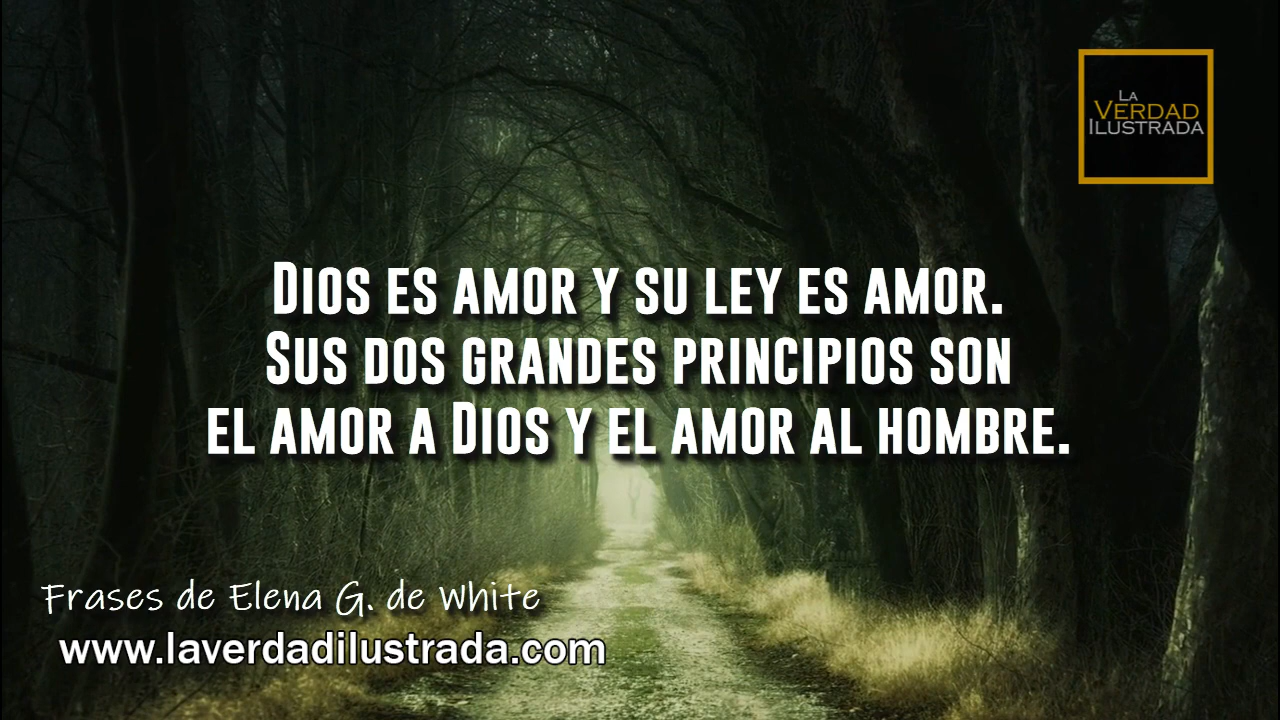 La
Verdad
Ilustrada
Dios es amor y su ley es amor.
Sus dos grandes principios son
el amor a Dios y el amor al hombre.
Frases de Elena G. de White
www.laverdadilustrada.com